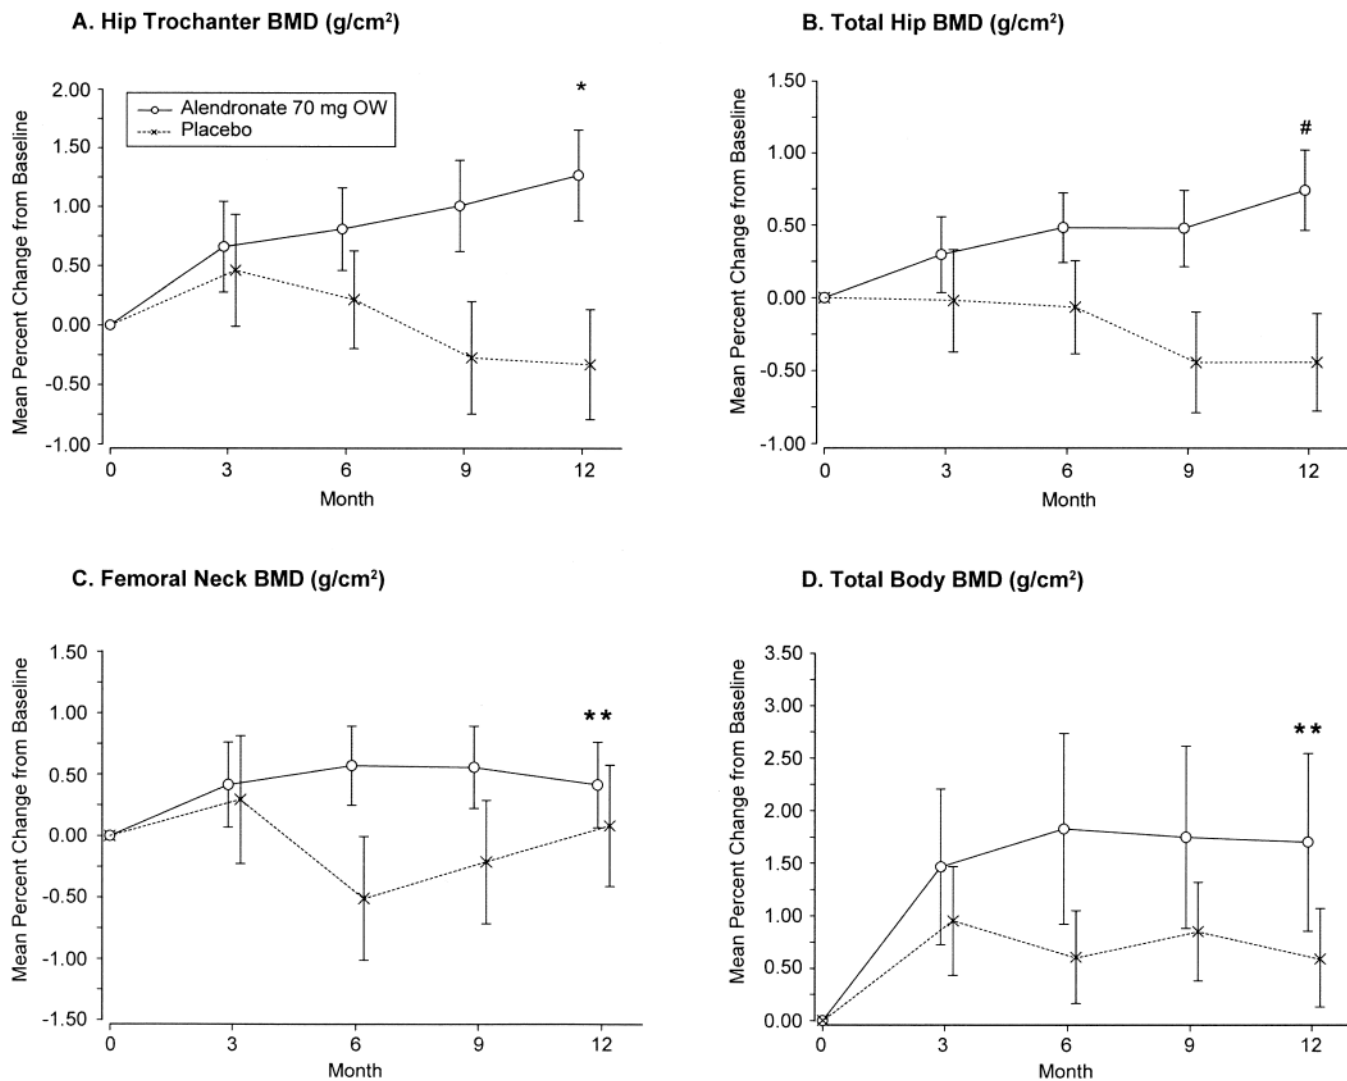 A. Hip Trochanter BMD (g/cm²)
Mean Percent Change from Baseline
2.00
1.50
1.00
0.50
0.00
-0.50
-1.00
Alendronate 70 mg OW
Placebo
*
0 3 6 9 12
Month
B. Total Hip BMD (g/cm²)
Mean Percent Change from Baseline
1.50
1.00
0.50
0.00
-0.50
-1.00
#
0 3 6 9 12
Month
C. Femoral Neck BMD (g/cm²)
Mean Percent Change from Baseline
1.50
1.00
0.50
0.00
-0.50
-1.00
-1.50
**
0 3 6 9 12
Month
D. Total Body BMD (g/cm²)
Mean Percent Change from Baseline
3.50
3.00
2.50
2.00
1.50
1.00
0.50
0.00
**
0 3 6 9 12
Month